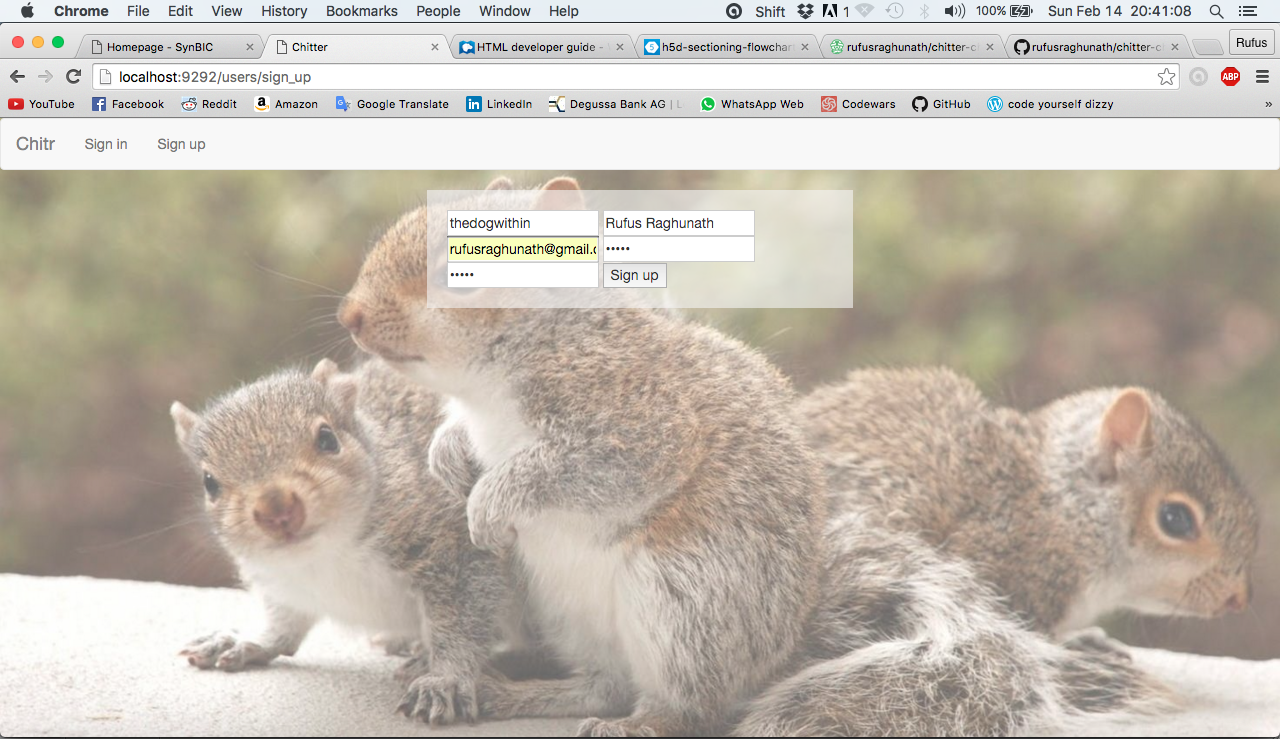 Chrome File Edit View History Bookmarks People Window Help Shift 1 100% Sun Feb 14 20:41:08
Homepage - SynBIC Chitter HTML developer guide - h5d-sectioning-flowchart rufusraghunath/chitter-c rufusraghunath/chitter-c Rufus
localhost:9292/users/sign_up ABP
YouTube Facebook Reddit Amazon Google Translate LinkedIn Degussa Bank AG | L WhatsApp Web Codewars GitHub code yourself dizzy »
Chitr Sign in Sign up
thedogwithin Rufus Raghunath
rufusraghunath@gmail.c •••••
••••• Sign up